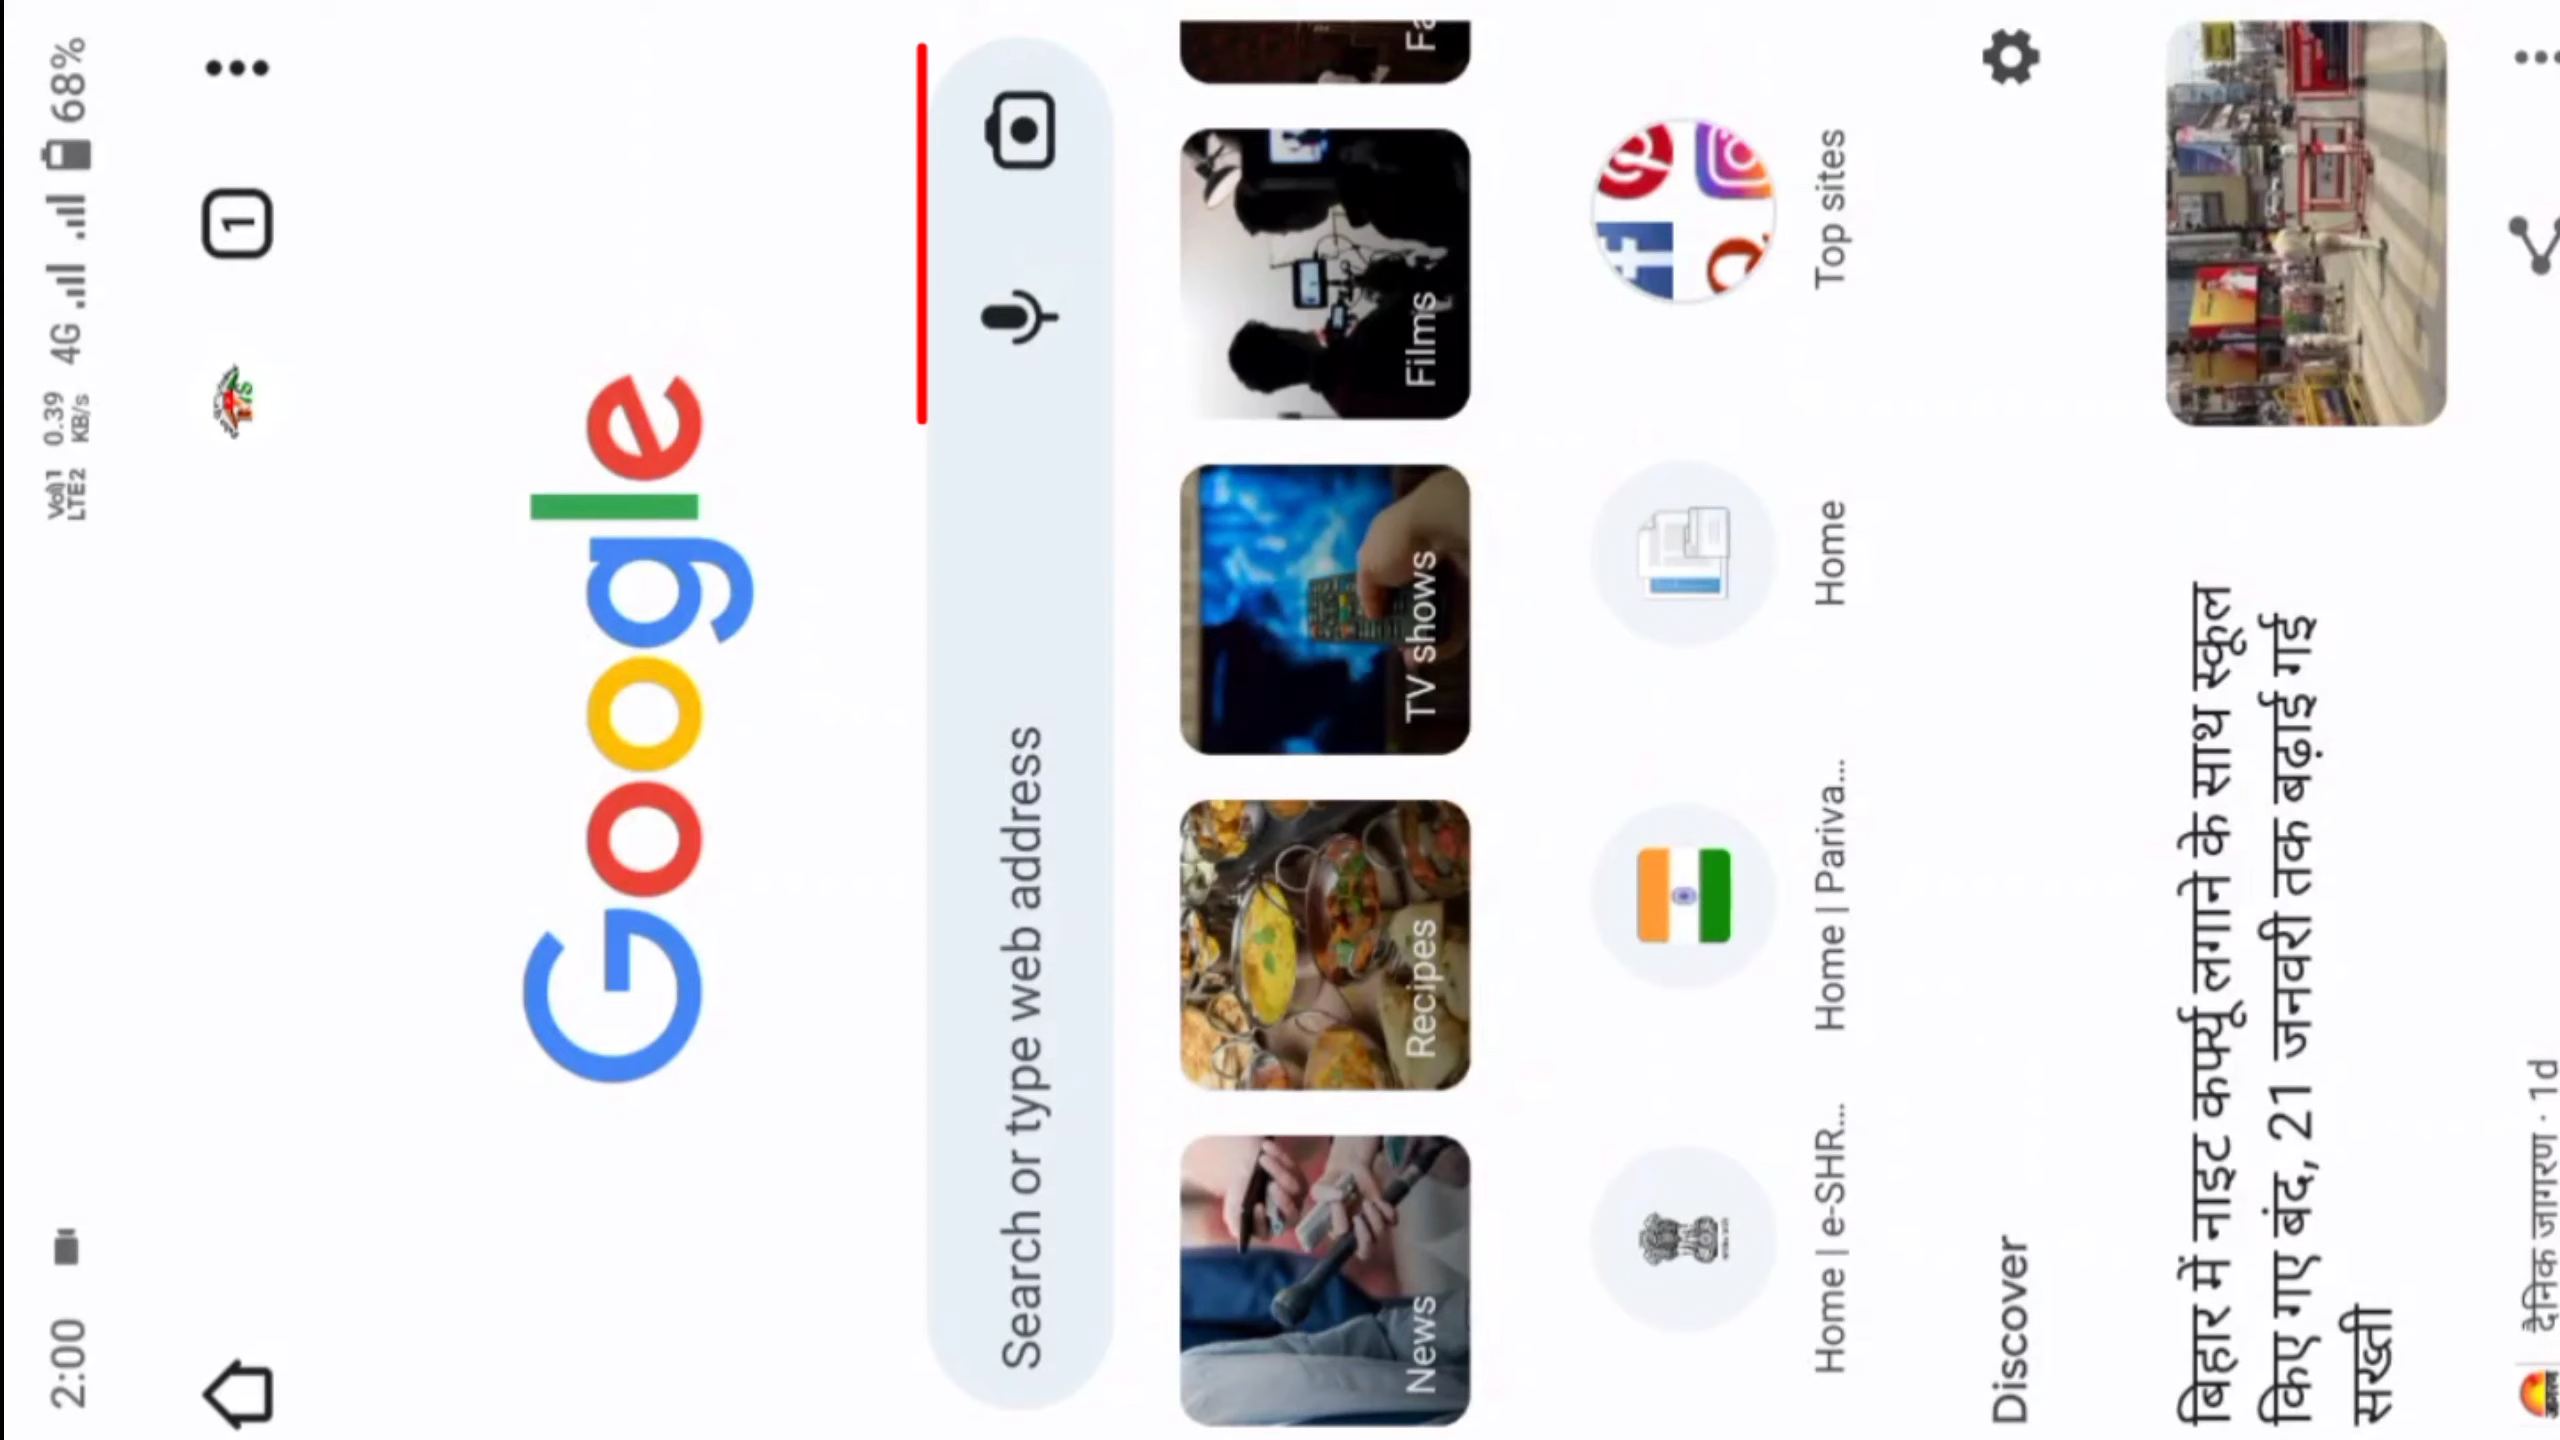 2:00
Vo)) 1
LTE2
0.39
KB/s
4G
68%
1
Google
Search or type web address
News
Recipes
TV shows
Films
Fa
Home | e-SHR...
Home | Pariva...
Home
Top sites
Discover
बिहार में नाइट कर्फ्यू लगाने के साथ स्कूल
किए गए बंद, 21 जनवरी तक बढ़ाई गई
सख्ती
दैनिक जागरण · 1d